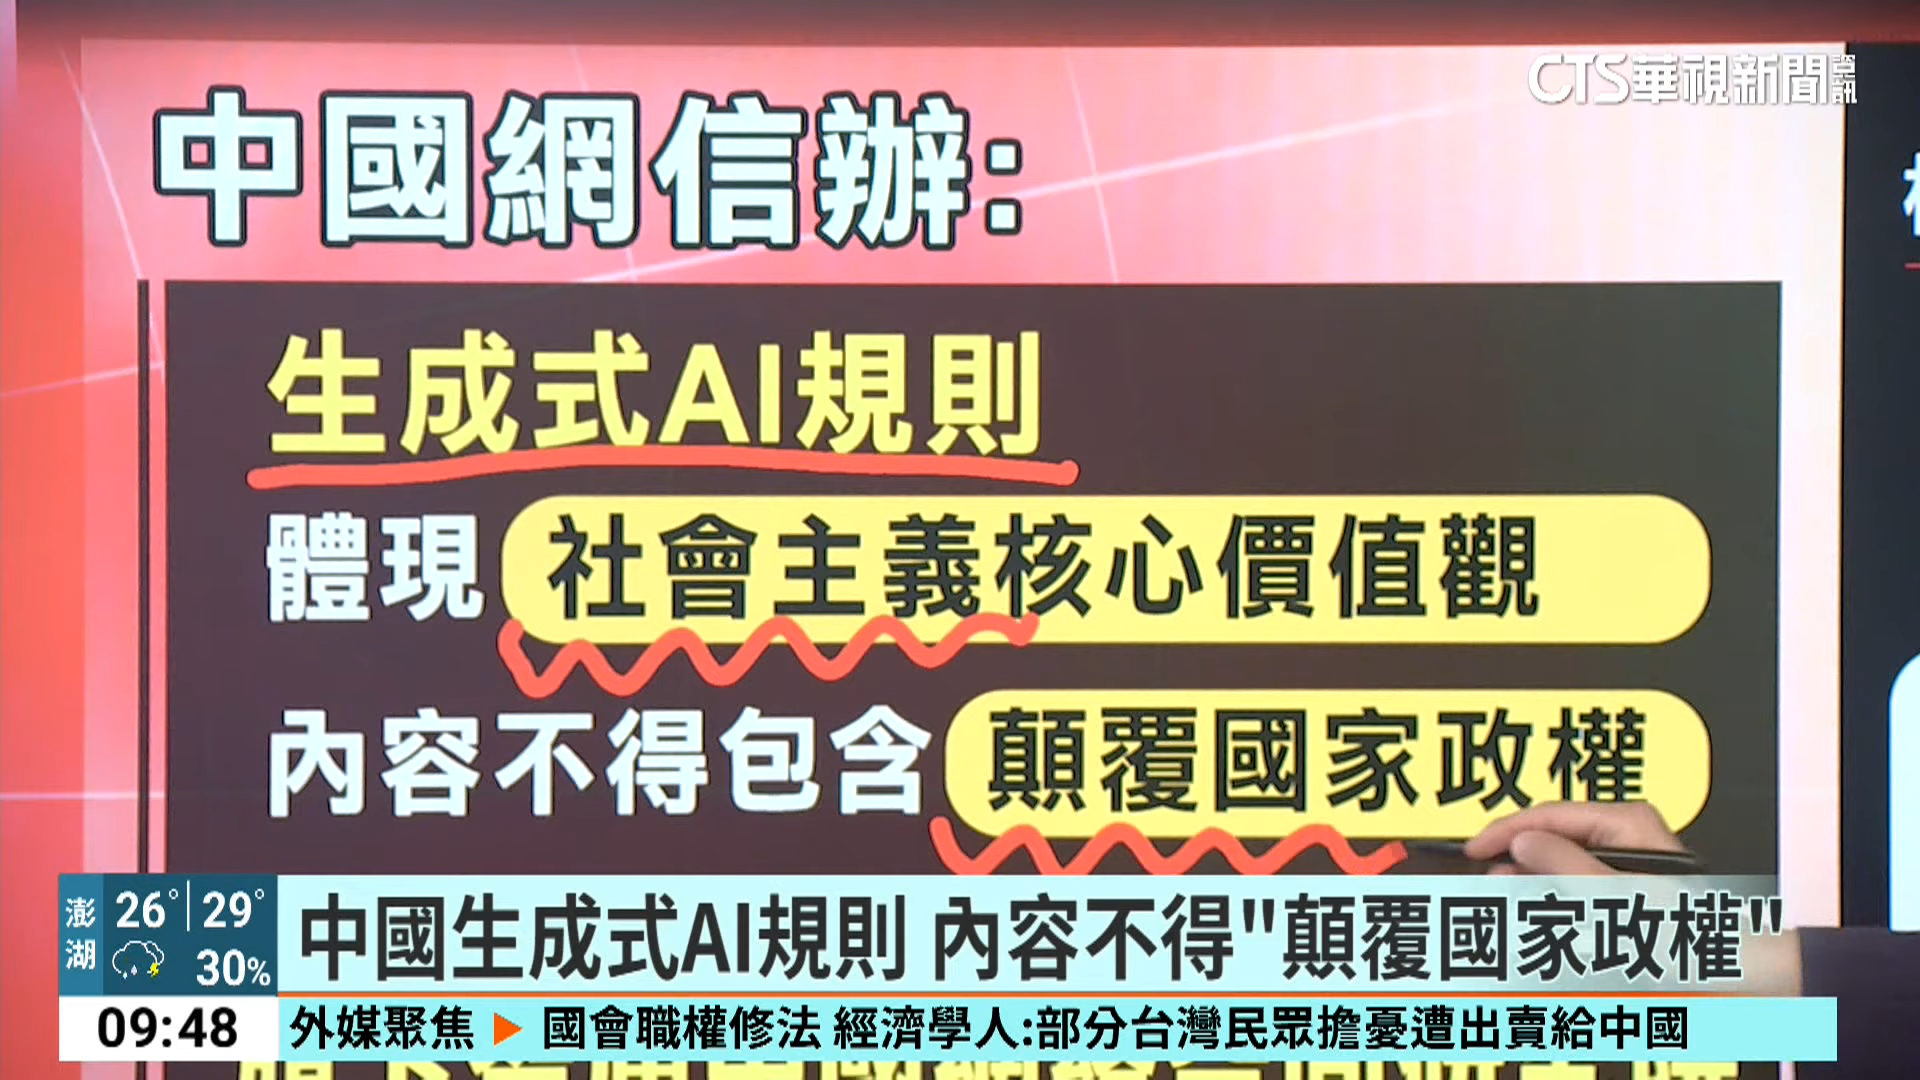 CTS華視新聞資訊
中國網信辦:
生成式AI規則
體現 社會主義核心價值觀
內容不得包含 顛覆國家政權
澎湖
26° 29°
30%
中國生成式AI規則 內容不得"顛覆國家政權"
09:48
外媒聚焦 ▶ 國會職權修法 經濟學人:部分台灣民眾擔憂遭出賣給中國